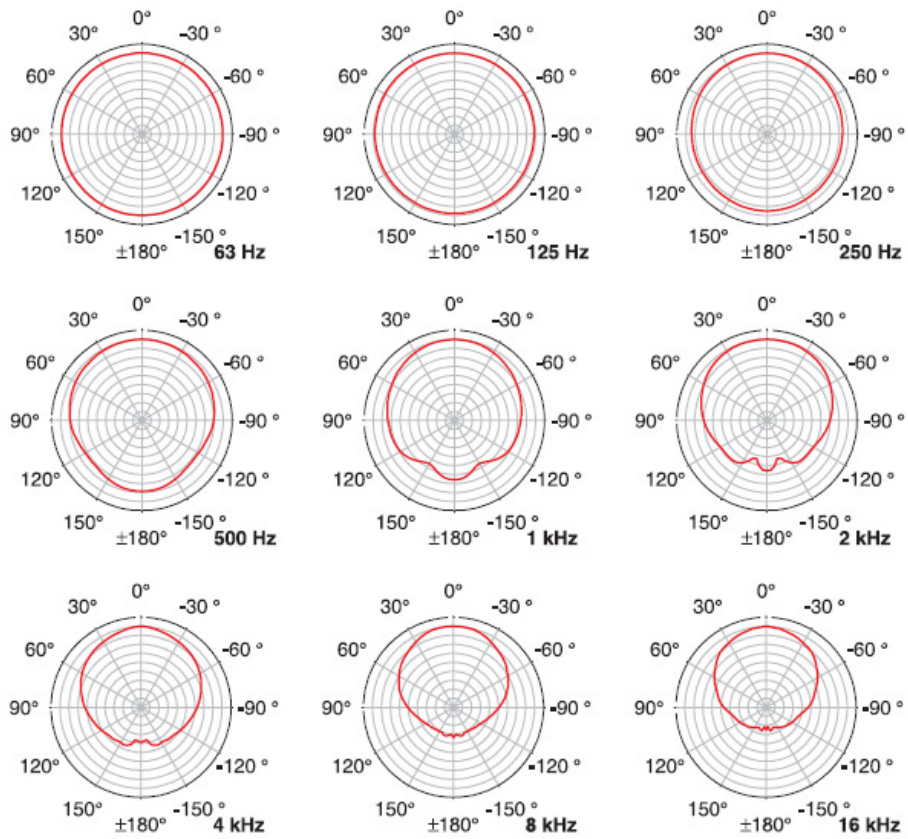 0° 0° 0°
30° -30 ° 30° -30 ° 30° -30 °
60° -60 ° 60° -60 ° 60° -60 °
90° -90 ° 90° -90 ° 90° -90 °
120° -120 ° 120° -120 ° 120° -120 °
150° -150 ° 150° -150 ° 150° -150 °
±180° 63 Hz ±180° 125 Hz ±180° 250 Hz
0° 0° 0°
30° -30 ° 30° -30 ° 30° -30 °
60° -60 ° 60° -60 ° 60° -60 °
90° -90 ° 90° -90 ° 90° -90 °
120° -120 ° 120° -120 ° 120° -120 °
150° -150 ° 150° -150 ° 150° -150 °
±180° 500 Hz ±180° 1 kHz ±180° 2 kHz
0° 0° 0°
30° -30 ° 30° -30 ° 30° -30 °
60° -60 ° 60° -60 ° 60° -60 °
90° -90 ° 90° -90 ° 90° -90 °
120° -120 ° 120° -120 ° 120° -120 °
150° -150 ° 150° -150 ° 150° -150 °
±180° 4 kHz ±180° 8 kHz ±180° 16 kHz